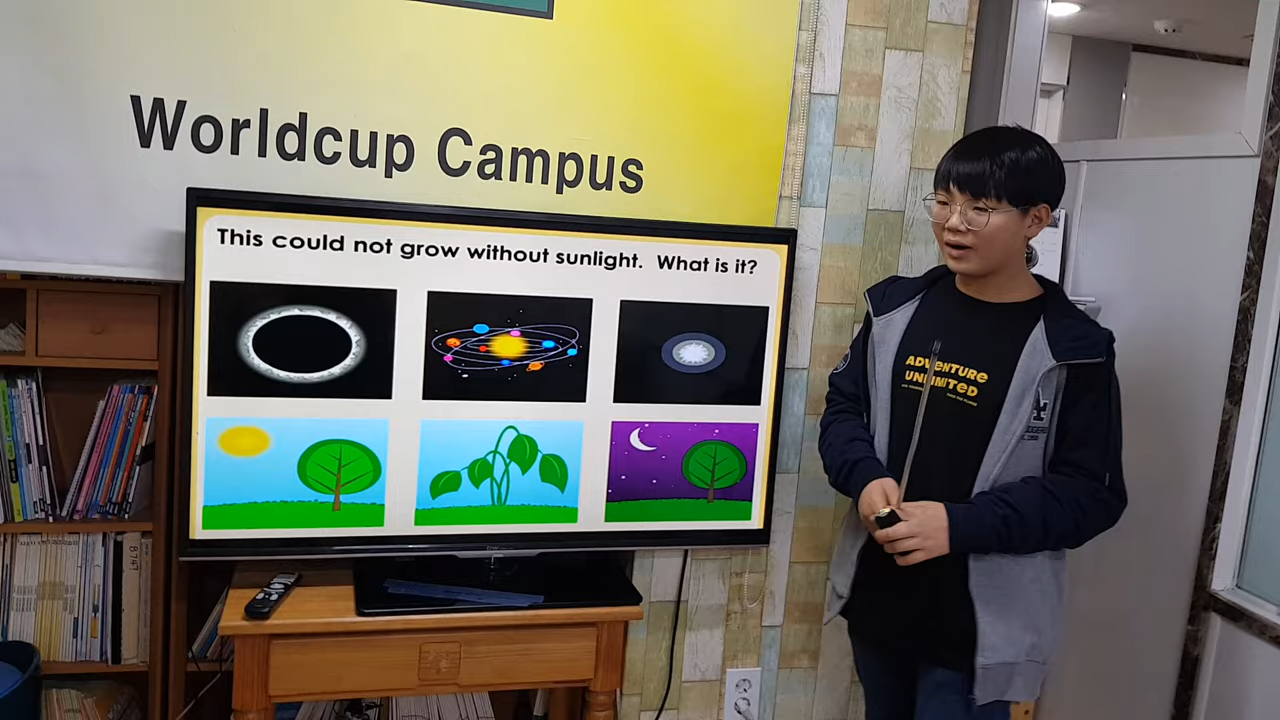 Worldcup Campus
This could not grow without sunlight. What is it?
ADVENTURE
UNLIMITED